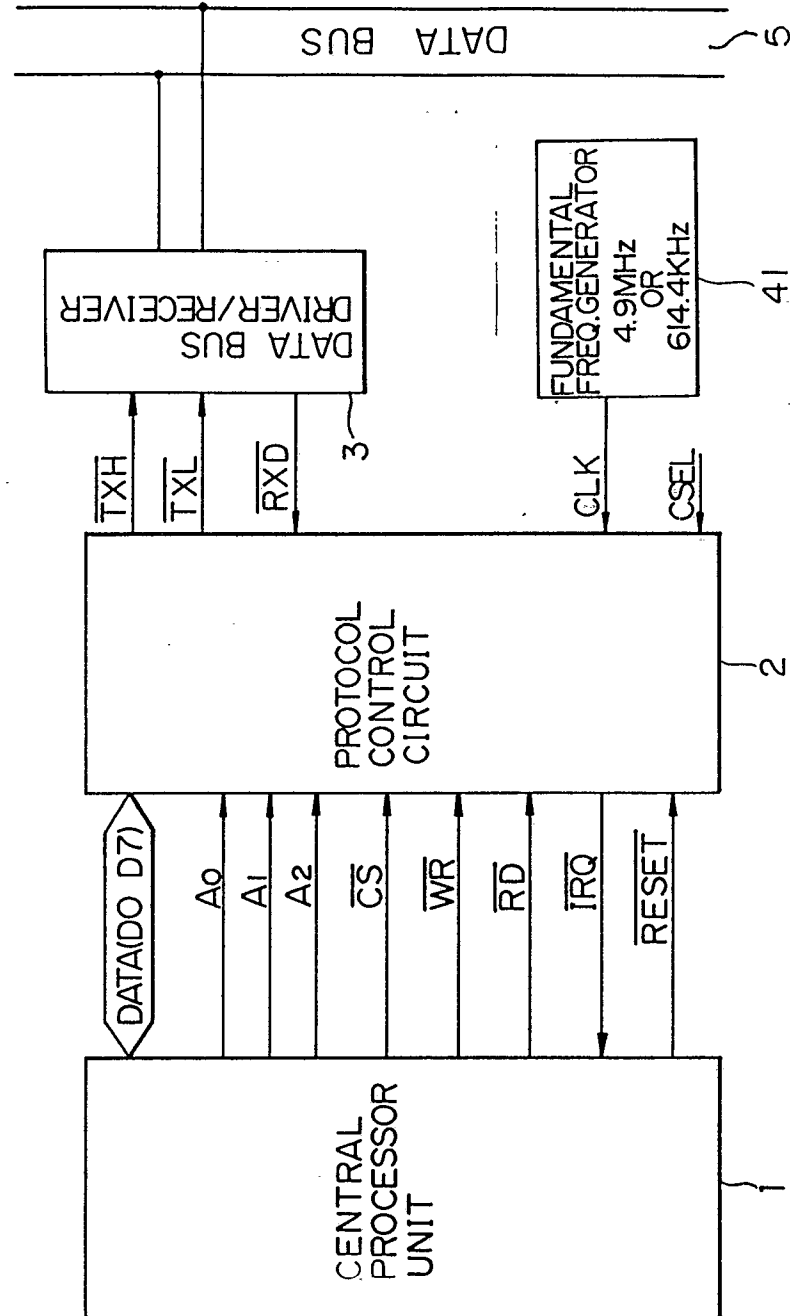 CENTRAL
PROCESSOR
UNIT
1
DATA(D0 D7)
A0
A1
A2
CS
WR
RD
IRQ
RESET
PROTOCOL
CONTROL
CIRCUIT
2
TXH
TXL
RXD
CLK
CSEL
DATA BUS
DRIVER/RECEIVER
3
FUNDAMENTAL
FREQ.GENERATOR
4.9MHz
OR
614.4KHz
41
DATA BUS
5